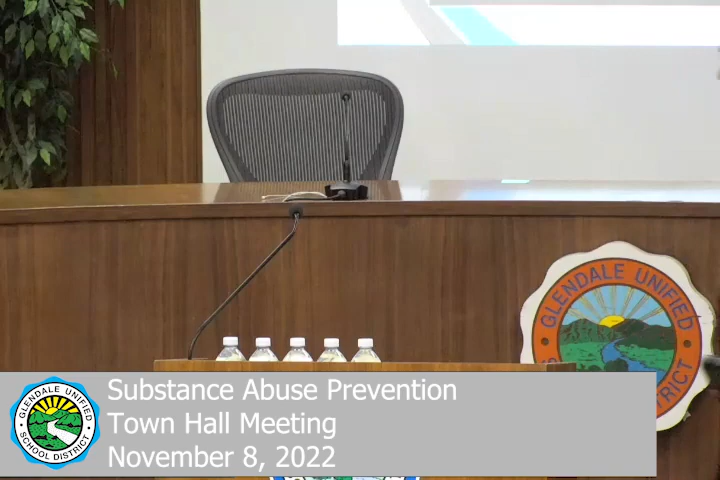 GLENDALE UNIFIED
S DISTRICT
GLENDALE UNIFIED
SCHOOL DISTRICT
Substance Abuse Prevention
Town Hall Meeting
November 8, 2022